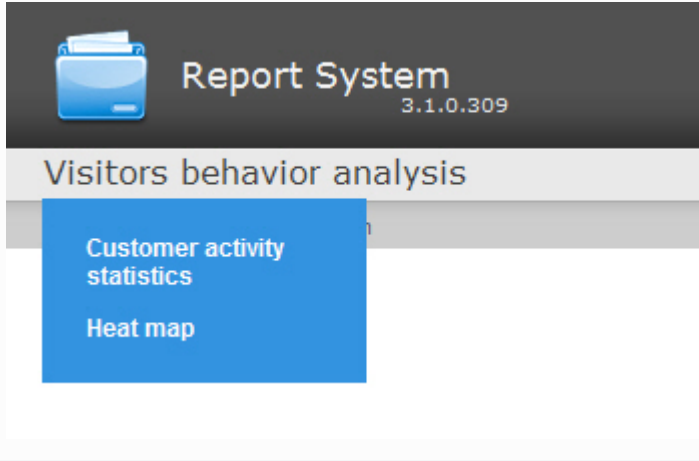 Report System
3.1.0.309
Visitors behavior analysis
Customer activity
statistics
Heat map